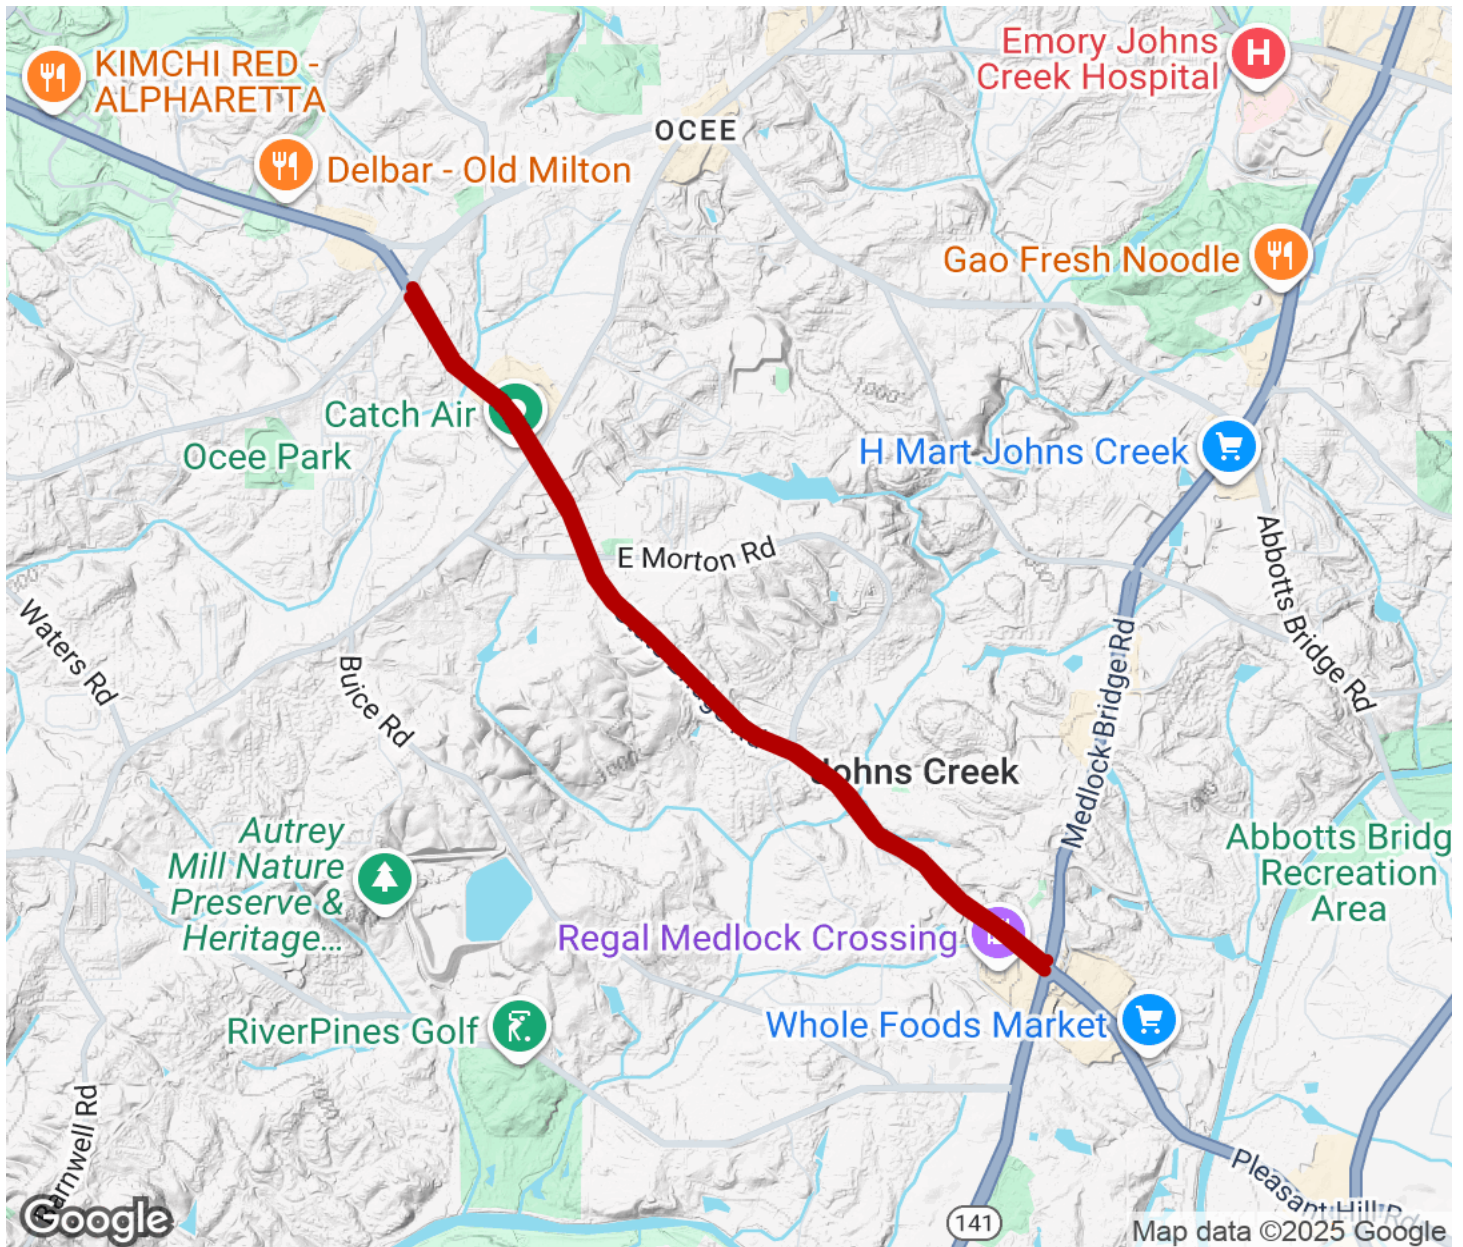 KIMCHI RED -
ALPHARETTA
Emory Johns
Creek Hospital
OCEE
Delbar - Old Milton
Gao Fresh Noodle
Catch Air
Ocee Park
H Mart Johns Creek
E Morton Rd
Abbotts Bridge Rd
Waters Rd
Buice Rd
Medlock Bridge Rd
Johns Creek
Autrey
Mill Nature
Preserve &
Heritage...
Abbotts Bridg
Recreation
Area
Regal Medlock Crossing
Whole Foods Market
RiverPines Golf
Barnwell Rd
Pleasant Hill Rd
141
1000
Google
Map data ©2025 Google